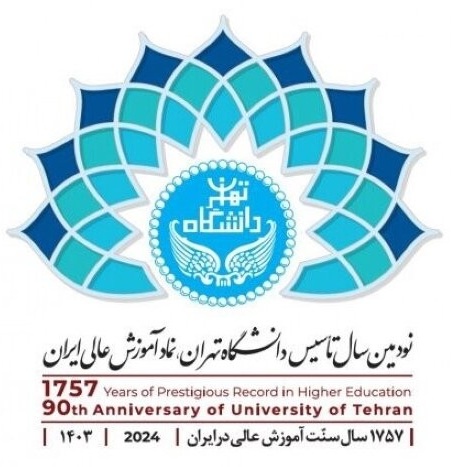 تهران
دانشگاه
نودمین سال تأسیس دانشگاه تهران، نماد آموزش عالی ایران
1757 Years of Prestigious Record in Higher Education
90th Anniversary of University of Tehran
| ۱۷۵۷ سال سنّت آموزش عالی در ایران | 2024 | ۱۴۰۳ |